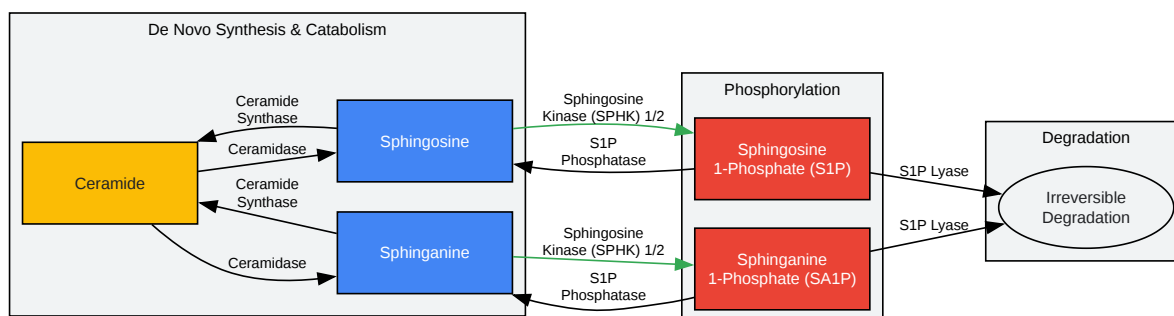 De Novo Synthesis & Catabolism
Ceramide
Synthase
Ceramidase
Ceramide
Synthase
Ceramidase
Ceramide
Sphingosine
Sphinganine
Sphingosine
Kinase (SPHK) 1/2
S1P
Phosphatase
Sphingosine
Kinase (SPHK) 1/2
S1P
Phosphatase
Phosphorylation
Sphingosine
1-Phosphate (S1P)
Sphinganine
1-Phosphate (SA1P)
S1P Lyase
S1P Lyase
Degradation
Irreversible
Degradation